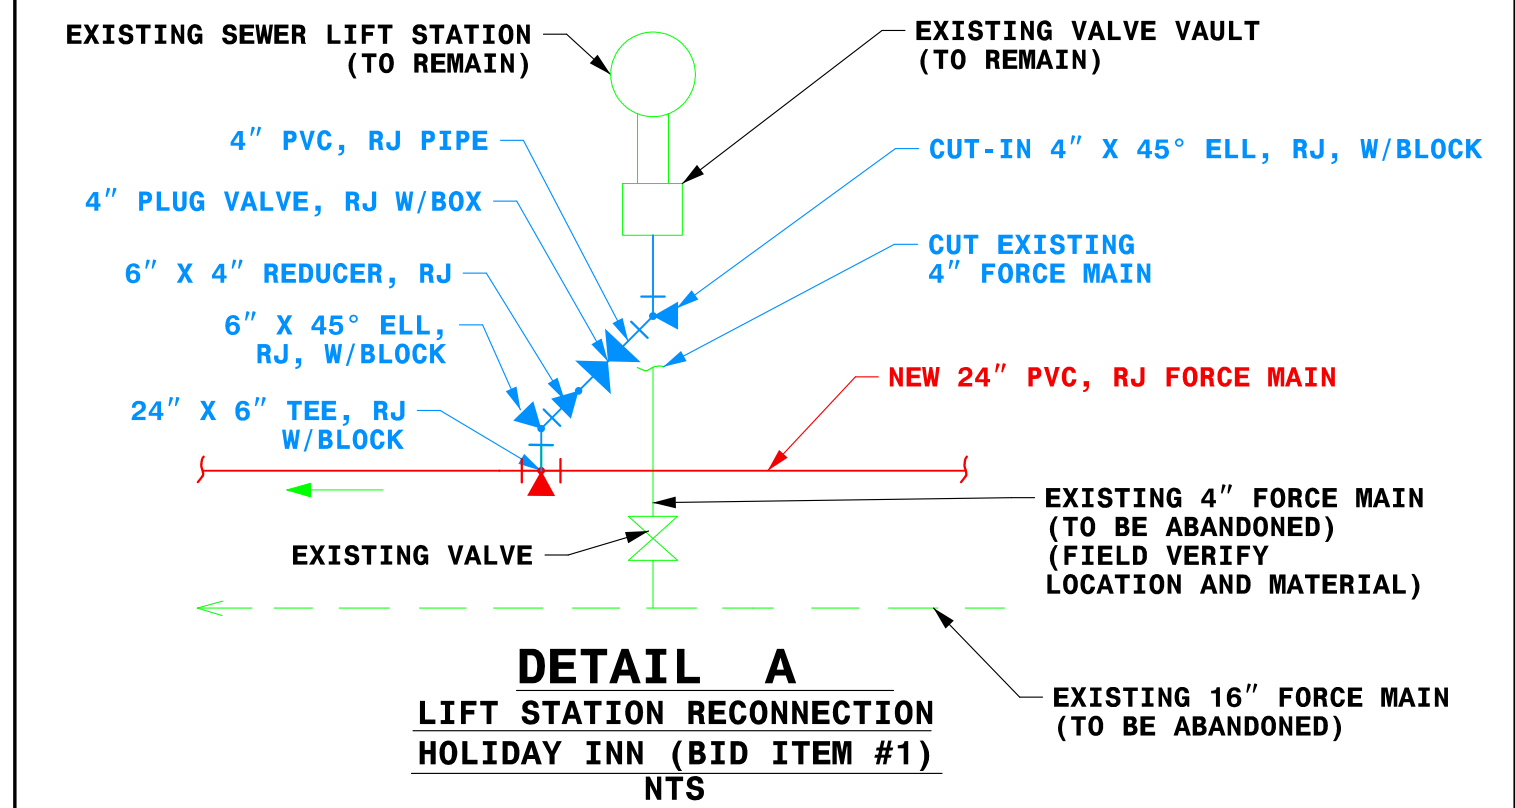 EXISTING SEWER LIFT STATION
(TO REMAIN)
EXISTING VALVE VAULT
(TO REMAIN)
4″ PVC, RJ PIPE
CUT-IN 4″ X 45° ELL, RJ, W/BLOCK
4″ PLUG VALVE, RJ W/BOX
CUT EXISTING
4″ FORCE MAIN
6″ X 4″ REDUCER, RJ
6″ X 45° ELL,
RJ, W/BLOCK
NEW 24″ PVC, RJ FORCE MAIN
24″ X 6″ TEE, RJ
W/BLOCK
EXISTING 4″ FORCE MAIN
(TO BE ABANDONED)
(FIELD VERIFY
LOCATION AND MATERIAL)
EXISTING VALVE
EXISTING 16″ FORCE MAIN
(TO BE ABANDONED)
DETAIL A
LIFT STATION RECONNECTION
HOLIDAY INN (BID ITEM #1)
NTS